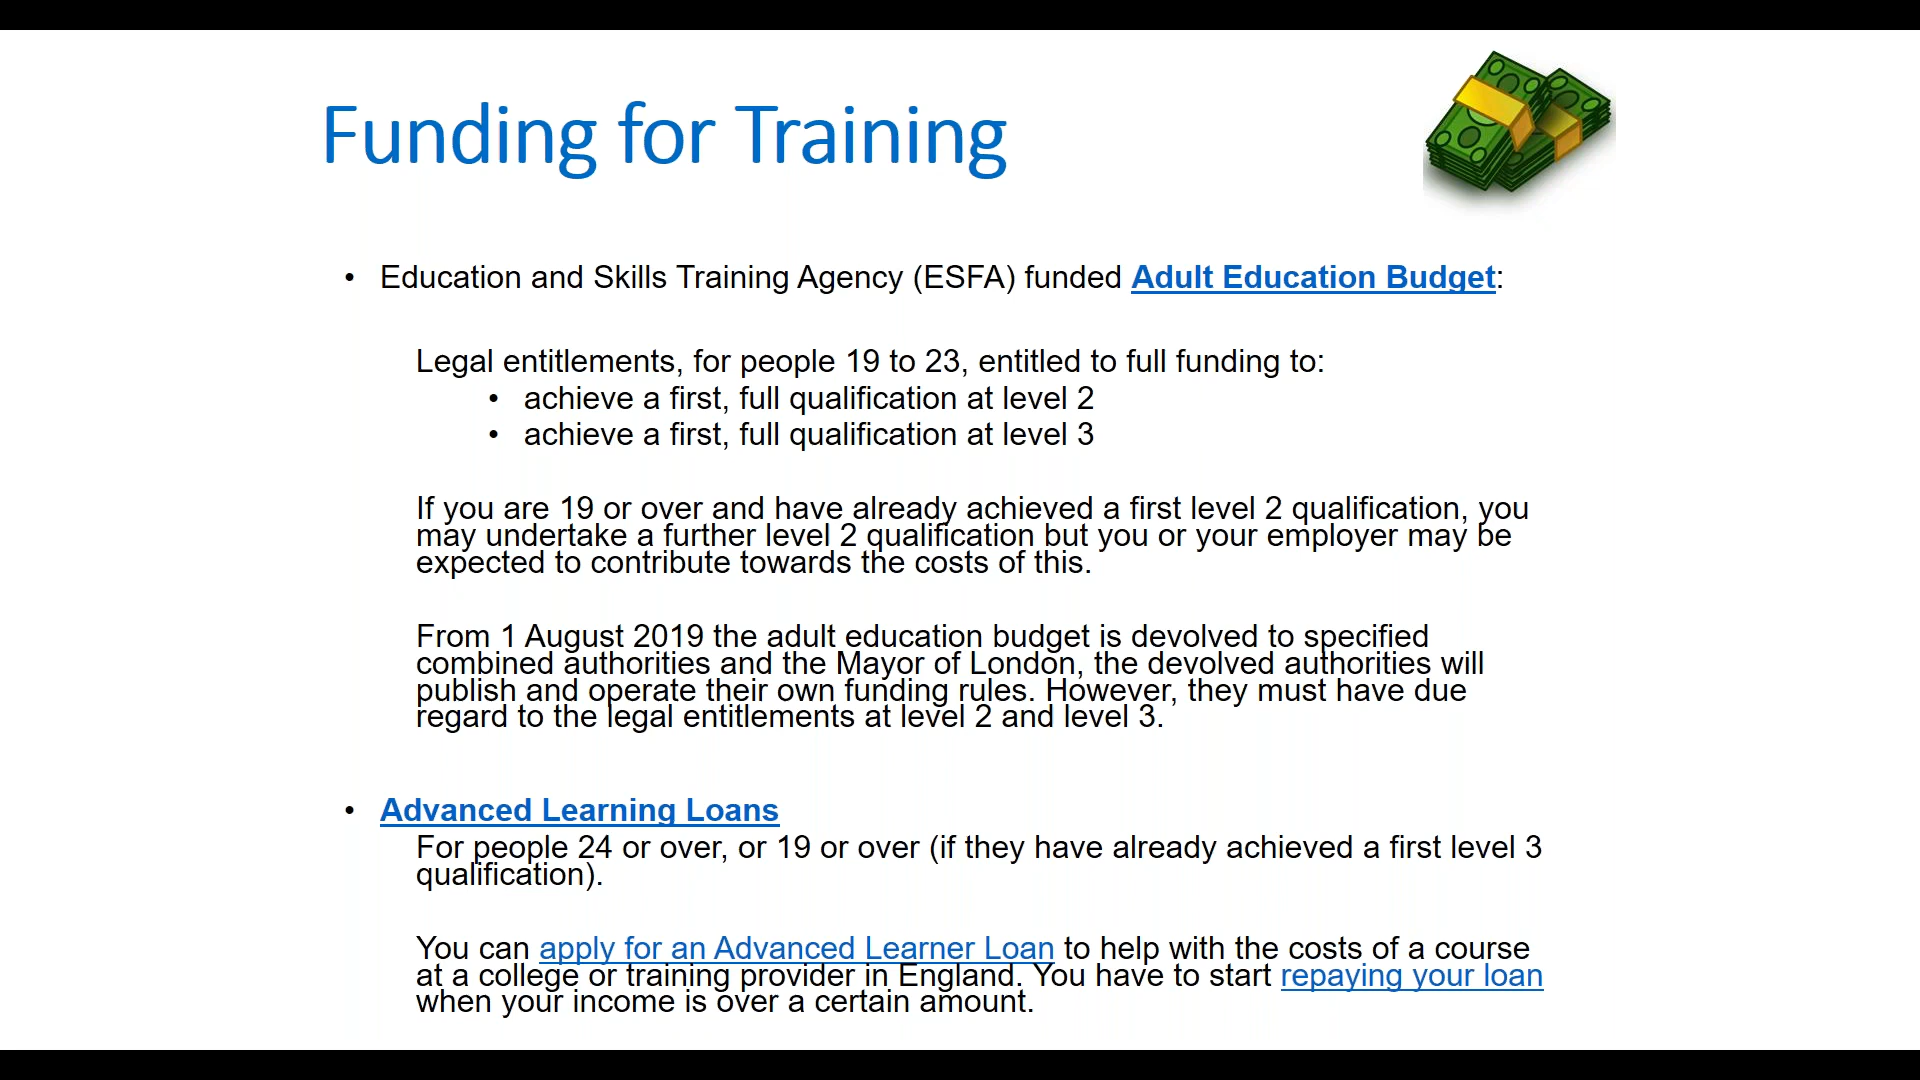 Funding for Training
• Education and Skills Training Agency (ESFA) funded Adult Education Budget:
Legal entitlements, for people 19 to 23, entitled to full funding to:
• achieve a first, full qualification at level 2
• achieve a first, full qualification at level 3
If you are 19 or over and have already achieved a first level 2 qualification, you
may undertake a further level 2 qualification but you or your employer may be
expected to contribute towards the costs of this.
From 1 August 2019 the adult education budget is devolved to specified
combined authorities and the Mayor of London, the devolved authorities will
publish and operate their own funding rules. However, they must have due
regard to the legal entitlements at level 2 and level 3.
• Advanced Learning Loans
For people 24 or over, or 19 or over (if they have already achieved a first level 3
qualification).
You can apply for an Advanced Learner Loan to help with the costs of a course
at a college or training provider in England. You have to start repaying your loan
when your income is over a certain amount.